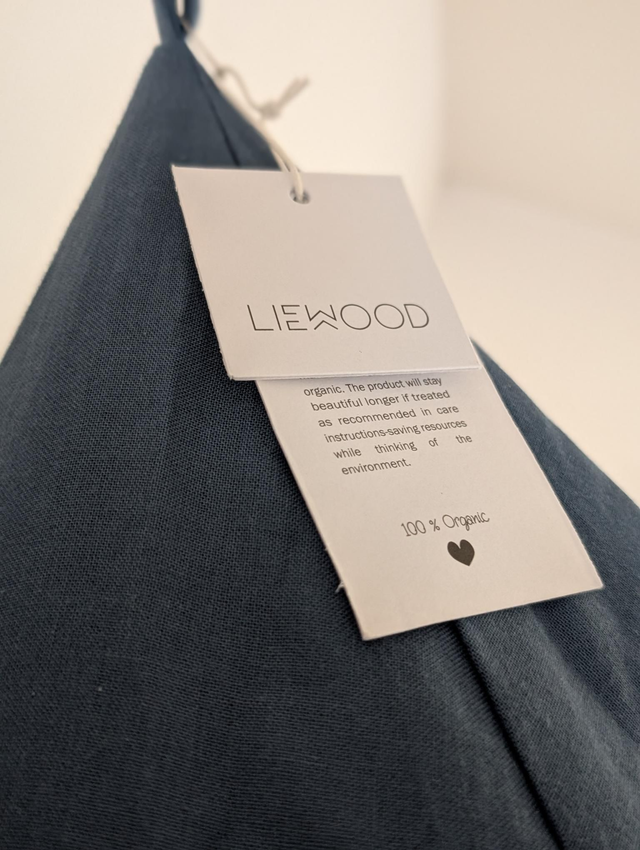 LIEWOOD
organic. The product will stay
beautiful longer if treated
as recommended in care
instructions-saving resources
while thinking of the
environment.
100 % Organic